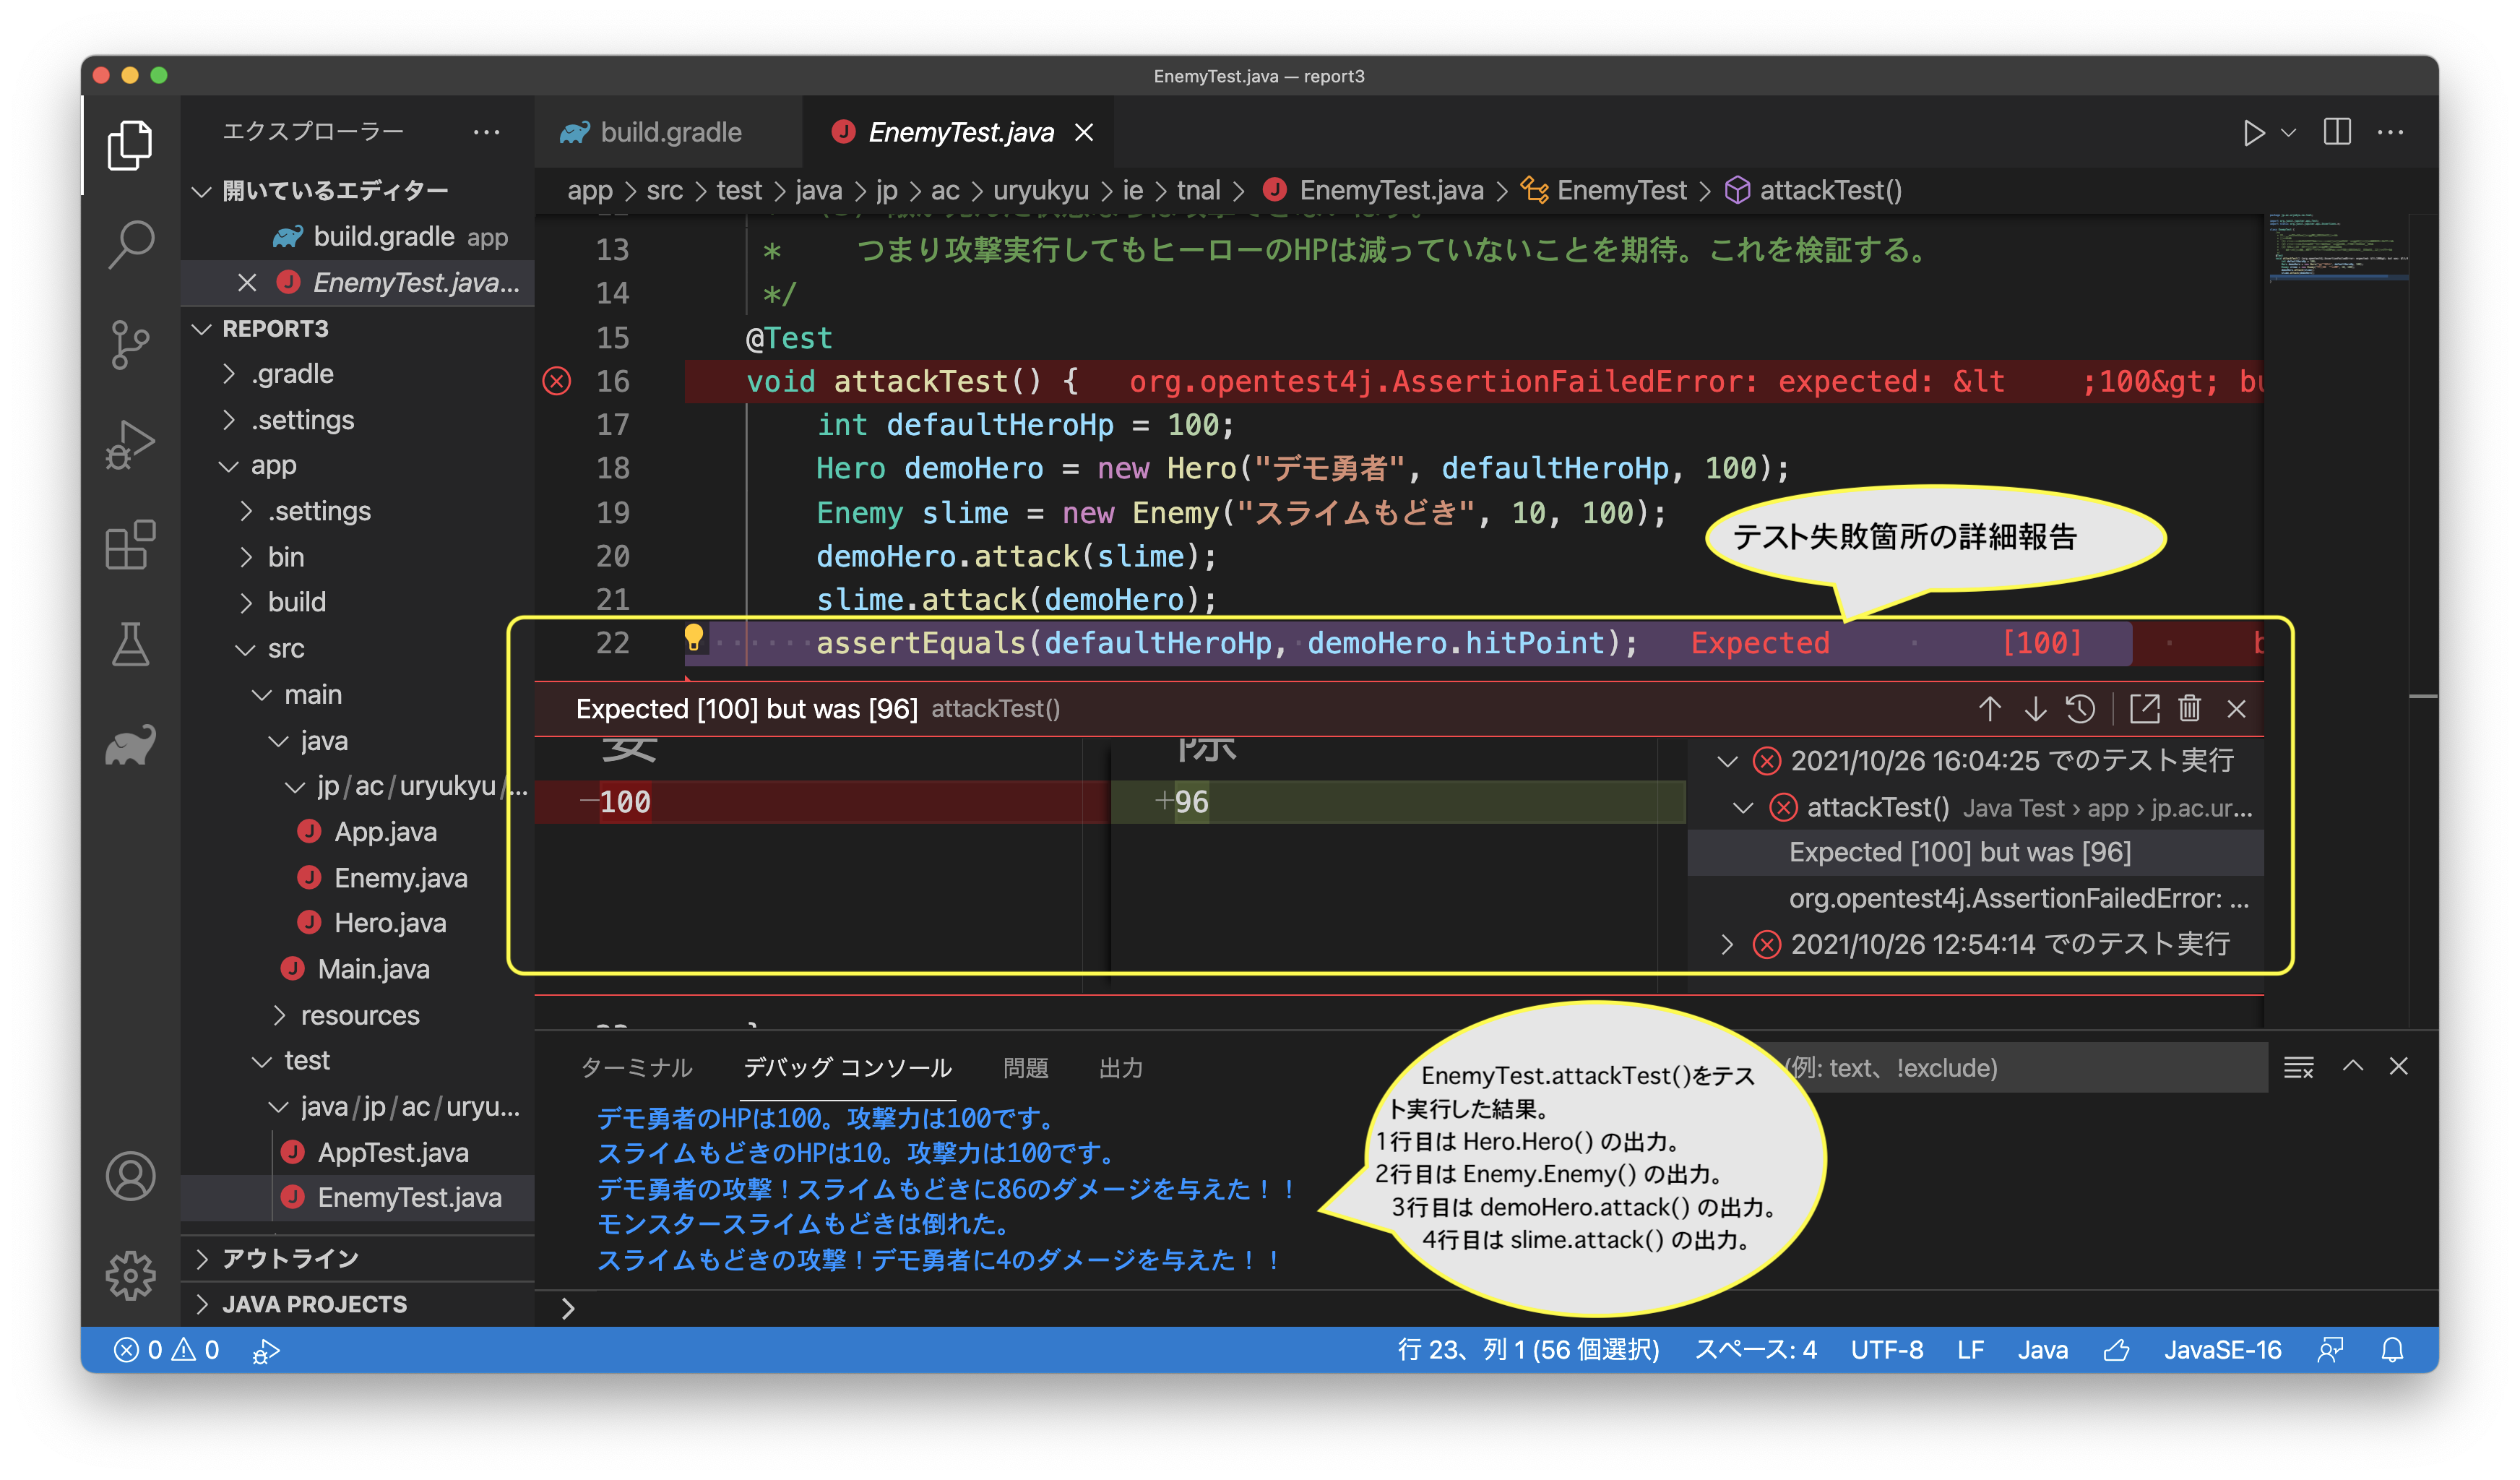 EnemyTest.java — report3
エクスプローラー
build.gradle
EnemyTest.java
開いているエディター
build.gradle app
EnemyTest.java...
REPORT3
.gradle
.settings
app
.settings
bin
build
src
main
java
jp/ac/uryukyu/...
App.java
Enemy.java
Hero.java
Main.java
resources
test
java/jp/ac/uryu...
AppTest.java
EnemyTest.java
アウトライン
JAVA PROJECTS
app > src > test > java > jp > ac > uryukyu > ie > tnal > EnemyTest.java > EnemyTest > attackTest()
13 * つまり攻撃実行してもヒーローのHPは減っていないことを期待。これを検証する。
14 */
15 @Test
16 void attackTest() { org.opentest4j.AssertionFailedError: expected: &lt ;100&gt; bu
17 int defaultHeroHp = 100;
18 Hero demoHero = new Hero("デモ勇者", defaultHeroHp, 100);
19 Enemy slime = new Enemy("スライムもどき", 10, 100);
20 demoHero.attack(slime);
21 slime.attack(demoHero);
22 assertEquals(defaultHeroHp, demoHero.hitPoint); Expected [100] b
テスト失敗箇所の詳細報告
Expected [100] but was [96] attackTest()
−100
+96
2021/10/26 16:04:25 でのテスト実行
attackTest() Java Test › app › jp.ac.ur...
Expected [100] but was [96]
org.opentest4j.AssertionFailedError: ...
2021/10/26 12:54:14 でのテスト実行
ターミナル デバッグ コンソール 問題 出力
(例: text、!exclude)
デモ勇者のHPは100。攻撃力は100です。
スライムもどきのHPは10。攻撃力は100です。
デモ勇者の攻撃！スライムもどきに86のダメージを与えた！！
モンスタースライムもどきは倒れた。
スライムもどきの攻撃！デモ勇者に4のダメージを与えた！！
EnemyTest.attackTest()をテス
ト実行した結果。
1行目は Hero.Hero() の出力。
2行目は Enemy.Enemy() の出力。
3行目は demoHero.attack() の出力。
4行目は slime.attack() の出力。
0 0
行 23、列 1 (56 個選択) スペース: 4 UTF-8 LF Java JavaSE-16